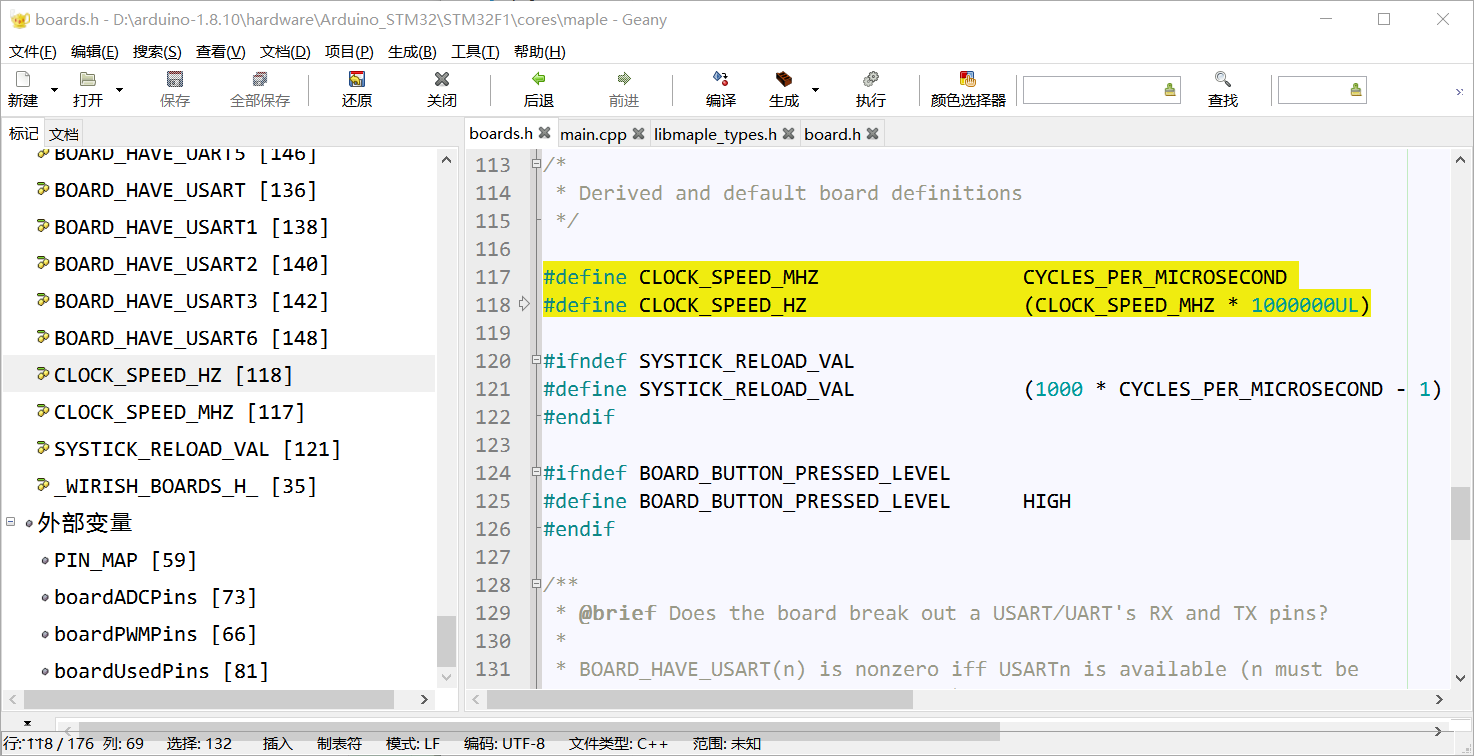 boards.h - D:\arduino-1.8.10\hardware\Arduino_STM32\STM32F1\cores\maple - Geany
文件(F) 编辑(E) 搜索(S) 查看(V) 文档(D) 项目(P) 生成(B) 工具(T) 帮助(H)
新建 打开 保存 全部保存 还原 关闭 后退 前进 编译 生成 执行 颜色选择器 查找
标记 文档
BOARD_HAVE_UART5 [146]
BOARD_HAVE_USART [136]
BOARD_HAVE_USART1 [138]
BOARD_HAVE_USART2 [140]
BOARD_HAVE_USART3 [142]
BOARD_HAVE_USART6 [148]
CLOCK_SPEED_HZ [118]
CLOCK_SPEED_MHZ [117]
SYSTICK_RELOAD_VAL [121]
_WIRISH_BOARDS_H_ [35]
外部变量
PIN_MAP [59]
boardADCPins [73]
boardPWMPins [66]
boardUsedPins [81]
boards.h main.cpp libmaple_types.h board.h
113 /*
114 * Derived and default board definitions
115 */
116
117 #define CLOCK_SPEED_MHZ CYCLES_PER_MICROSECOND
118 #define CLOCK_SPEED_HZ (CLOCK_SPEED_MHZ * 1000000UL)
119
120 #ifndef SYSTICK_RELOAD_VAL
121 #define SYSTICK_RELOAD_VAL (1000 * CYCLES_PER_MICROSECOND - 1)
122 #endif
123
124 #ifndef BOARD_BUTTON_PRESSED_LEVEL
125 #define BOARD_BUTTON_PRESSED_LEVEL HIGH
126 #endif
127
128 /**
129 * @brief Does the board break out a USART/UART's RX and TX pins?
130 *
131 * BOARD_HAVE_USART(n) is nonzero iff USARTn is available (n must be
行: 118 / 176 列: 69 选择: 132 插入 制表符 模式: LF 编码: UTF-8 文件类型: C++ 范围: 未知